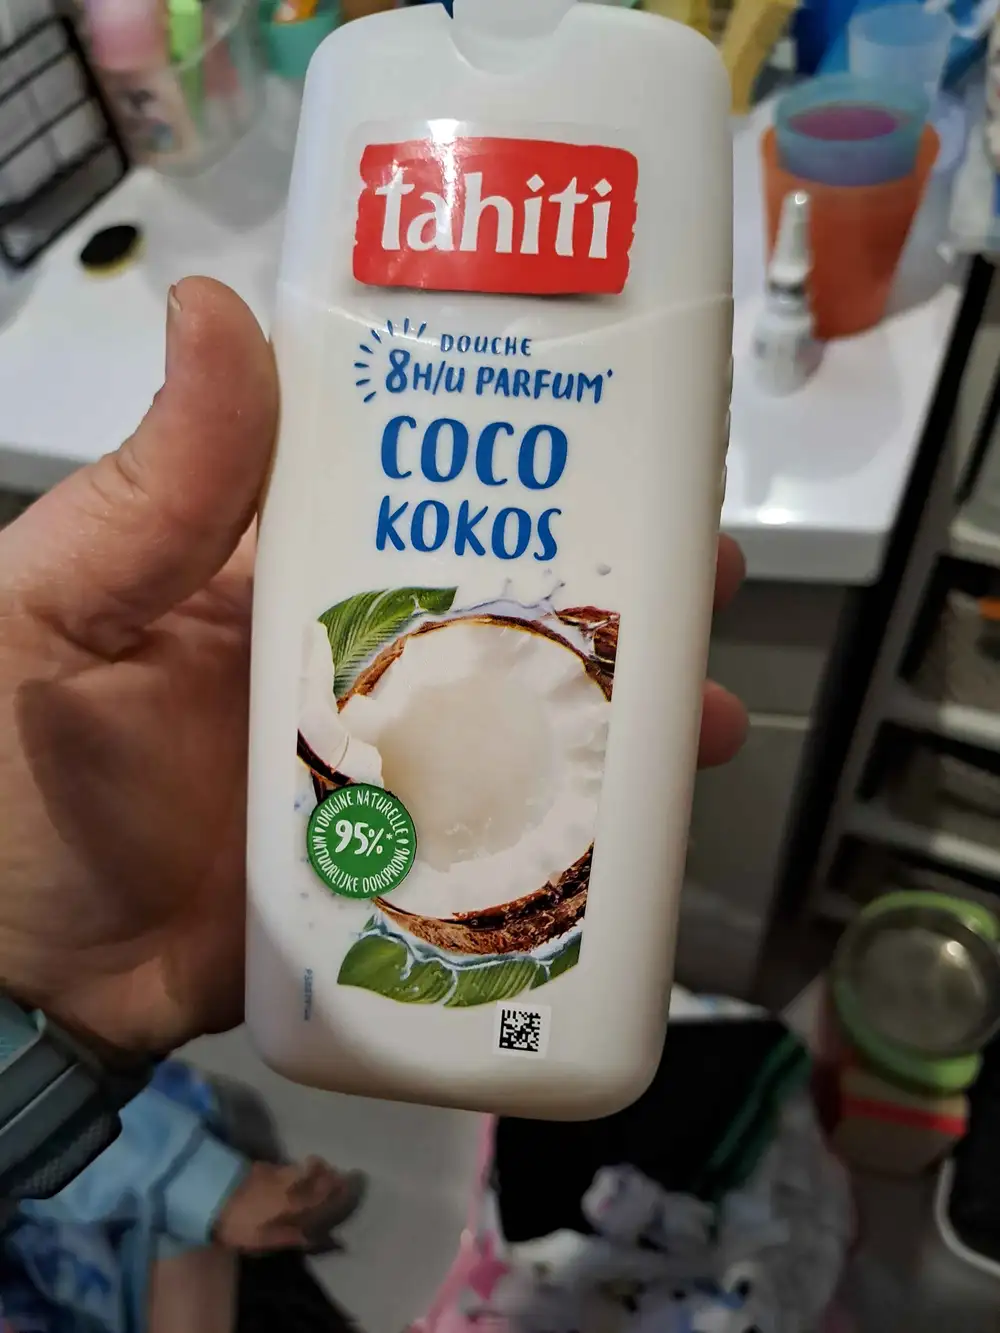 tahiti
DOUCHE
8H/U PARFUM*
COCO
KOKOS
ORIGINE NATURELLE
95%*
NATUURLIJKE OORSPRONG